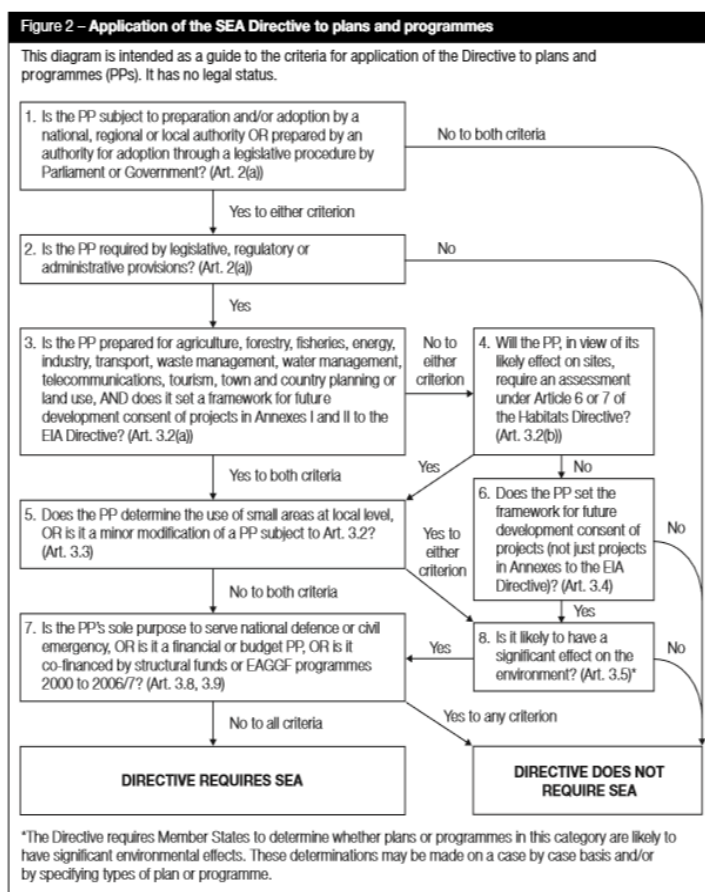 Figure 2 – Application of the SEA Directive to plans and programmes
This diagram is intended as a guide to the criteria for application of the Directive to plans and
programmes (PPs). It has no legal status.
1. Is the PP subject to preparation and/or adoption by a
national, regional or local authority OR prepared by an
authority for adoption through a legislative procedure by
Parliament or Government? (Art. 2(a))
No to both criteria
Yes to either criterion
2. Is the PP required by legislative, regulatory or
administrative provisions? (Art. 2(a))
No
Yes
3. Is the PP prepared for agriculture, forestry, fisheries, energy,
industry, transport, waste management, water management,
telecommunications, tourism, town and country planning or
land use, AND does it set a framework for future
development consent of projects in Annexes I and II to the
EIA Directive? (Art. 3.2(a))
No to
either
criterion
4. Will the PP, in view of its
likely effect on sites,
require an assessment
under Article 6 or 7 of
the Habitats Directive?
(Art. 3.2(b))
Yes to both criteria
Yes
No
5. Does the PP determine the use of small areas at local level,
OR is it a minor modification of a PP subject to Art. 3.2?
(Art. 3.3)
Yes to
either
criterion
6. Does the PP set the
framework for future
development consent of
projects (not just projects
in Annexes to the EIA
Directive)? (Art. 3.4)
No
No to both criteria
Yes
7. Is the PP's sole purpose to serve national defence or civil
emergency, OR is it a financial or budget PP, OR is it
co-financed by structural funds or EAGGF programmes
2000 to 2006/7? (Art. 3.8, 3.9)
Yes
8. Is it likely to have a
significant effect on the
environment? (Art. 3.5)*
No
No to all criteria
Yes to any criterion
DIRECTIVE REQUIRES SEA
DIRECTIVE DOES NOT
REQUIRE SEA
*The Directive requires Member States to determine whether plans or programmes in this category are likely to
have significant environmental effects. These determinations may be made on a case by case basis and/or
by specifying types of plan or programme.